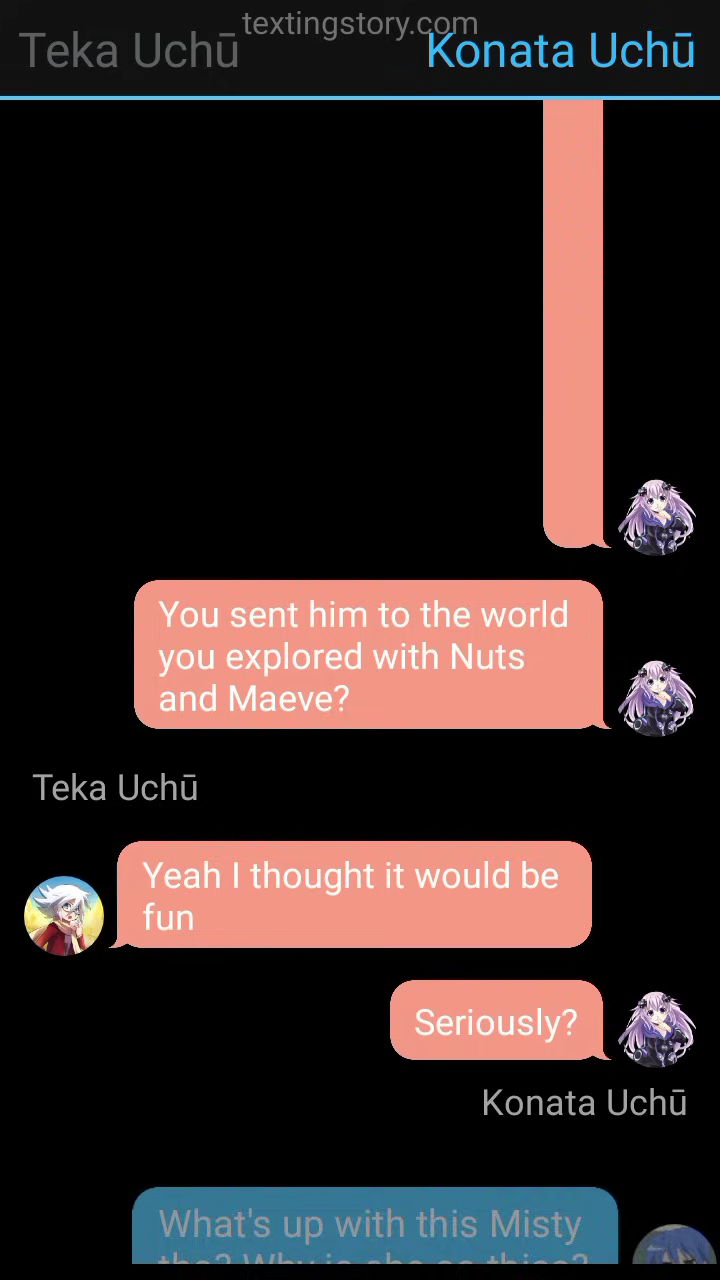 textingstory.com
Teka Uchū
Konata Uchū
You sent him to the world
you explored with Nuts
and Maeve?
Teka Uchū
Yeah I thought it would be
fun
Seriously?
Konata Uchū
What's up with this Misty